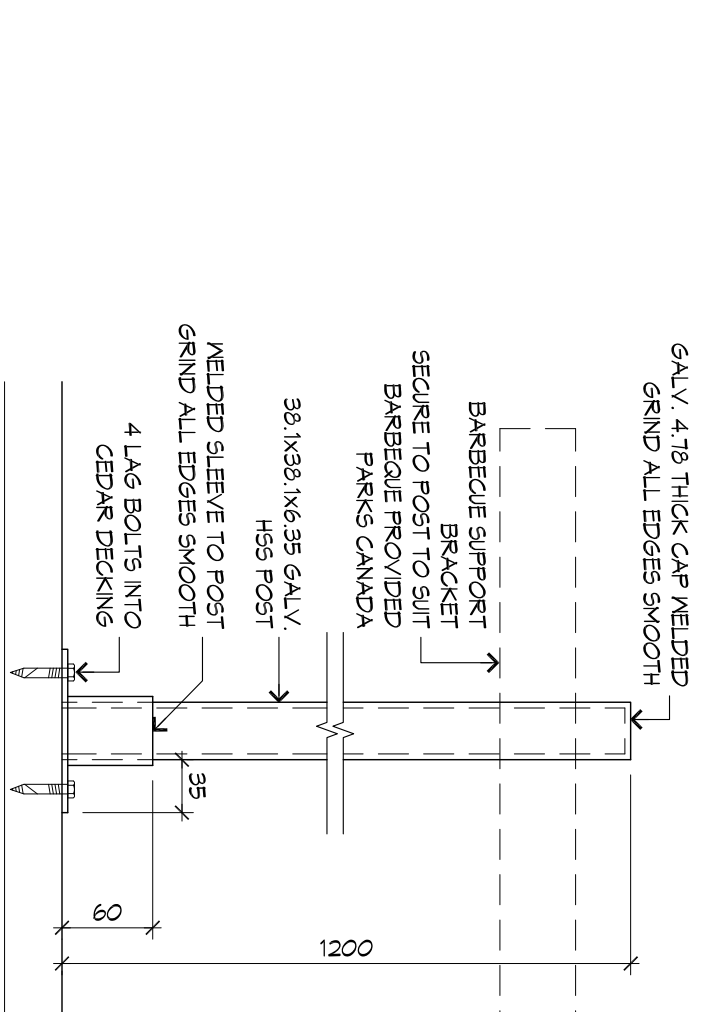 GALV. 4.78 THICK CAP WELDED
GRIND ALL EDGES SMOOTH
BARBECUE SUPPORT
BRACKET
SECURE TO POST TO SUIT
BARBEQUE PROVIDED
PARKS CANADA
38.1x38.1x6.35 GALV.
HSS POST
WELDED SLEEVE TO POST
GRIND ALL EDGES SMOOTH
4 LAG BOLTS INTO
CEDAR DECKING
35
60
1200